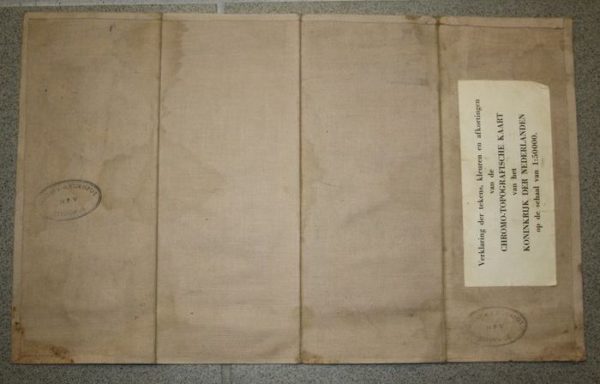 Verklaring der tekens, kleuren en afkortingen
van de
CHROMO-TOPOGRAFISCHE KAART
van het
KONINKRIJK DER NEDERLANDEN
op de schaal van 1:50000.